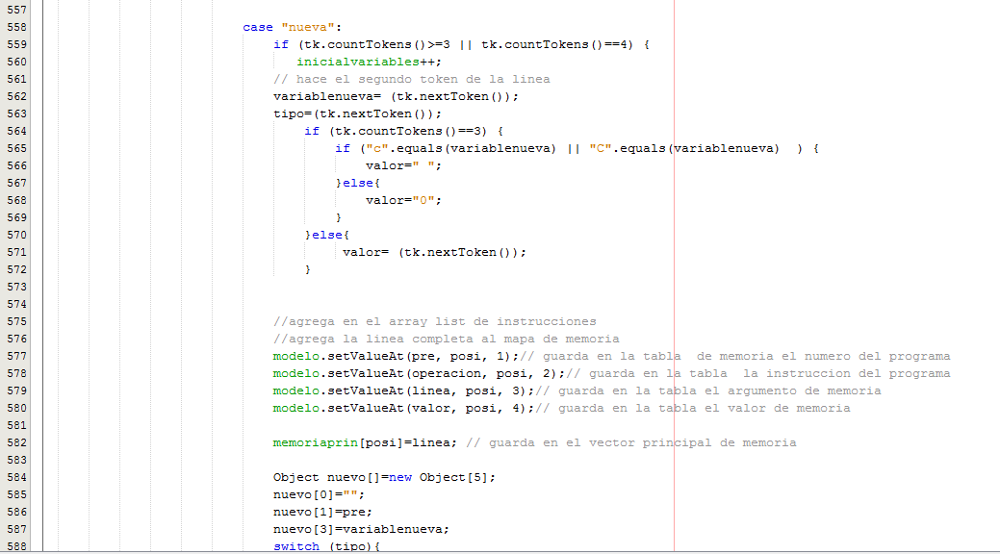 557
558 case "nueva":
559 if (tk.countTokens()>=3 || tk.countTokens()==4) {
560 inicialvariables++;
561 // hace el segundo token de la linea
562 variablenueva= (tk.nextToken());
563 tipo=(tk.nextToken());
564 if (tk.countTokens()==3) {
565 if ("c".equals(variablenueva) || "C".equals(variablenueva)  ) {
566 valor=" ";
567 }else{
568 valor="0";
569 }
570 }else{
571 valor= (tk.nextToken());
572 }
573
574
575 //agrega en el array list de instrucciones
576 //agrega la linea completa al mapa de memoria
577 modelo.setValueAt(pre, posi, 1);// guarda en la tabla  de memoria el numero del programa
578 modelo.setValueAt(operacion, posi, 2);// guarda en la tabla  la instruccion del programa
579 modelo.setValueAt(linea, posi, 3);// guarda en la tabla el argumento de memoria
580 modelo.setValueAt(valor, posi, 4);// guarda en la tabla el valor de memoria
581
582 memoriaprin[posi]=linea; // guarda en el vector principal de memoria
583
584 Object nuevo[]=new Object[5];
585 nuevo[0]="";
586 nuevo[1]=pre;
587 nuevo[3]=variablenueva;
588 switch (tipo){